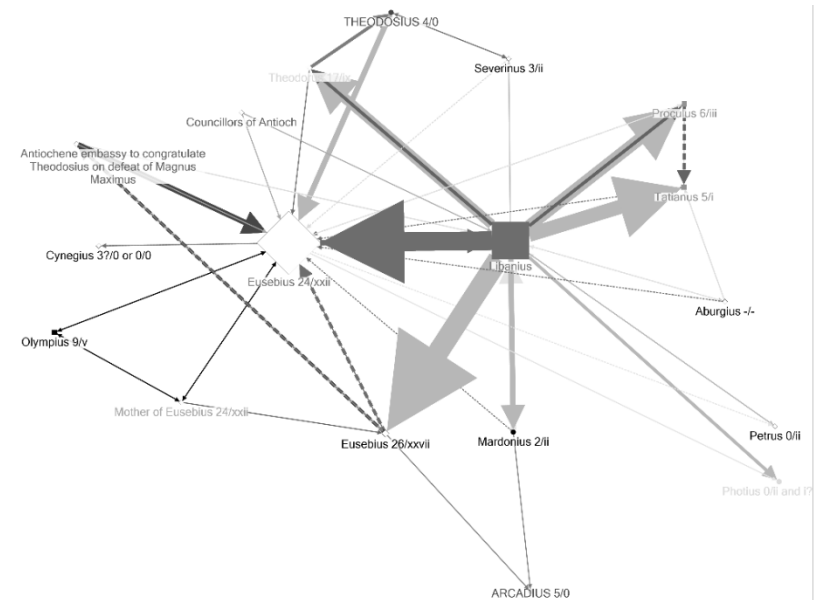 THEODOSIUS 4/0
Severinus 3/ii
Theodorus 17/ix
Proculus 6/iii
Councillors of Antioch
Antiochene embassy to congratulate
Theodosius on defeat of Magnus
Maximus
Tatianus 5/i
Cynegius 3?/0 or 0/0
Libanius
Eusebius 24/xxii
Aburgius -/-
Olympius 9/v
Mother of Eusebius 24/xxii
Eusebius 26/xxvii
Mardonius 2/ii
Petrus 0/ii
Photius 0/ii and I?
ARCADIUS 5/0